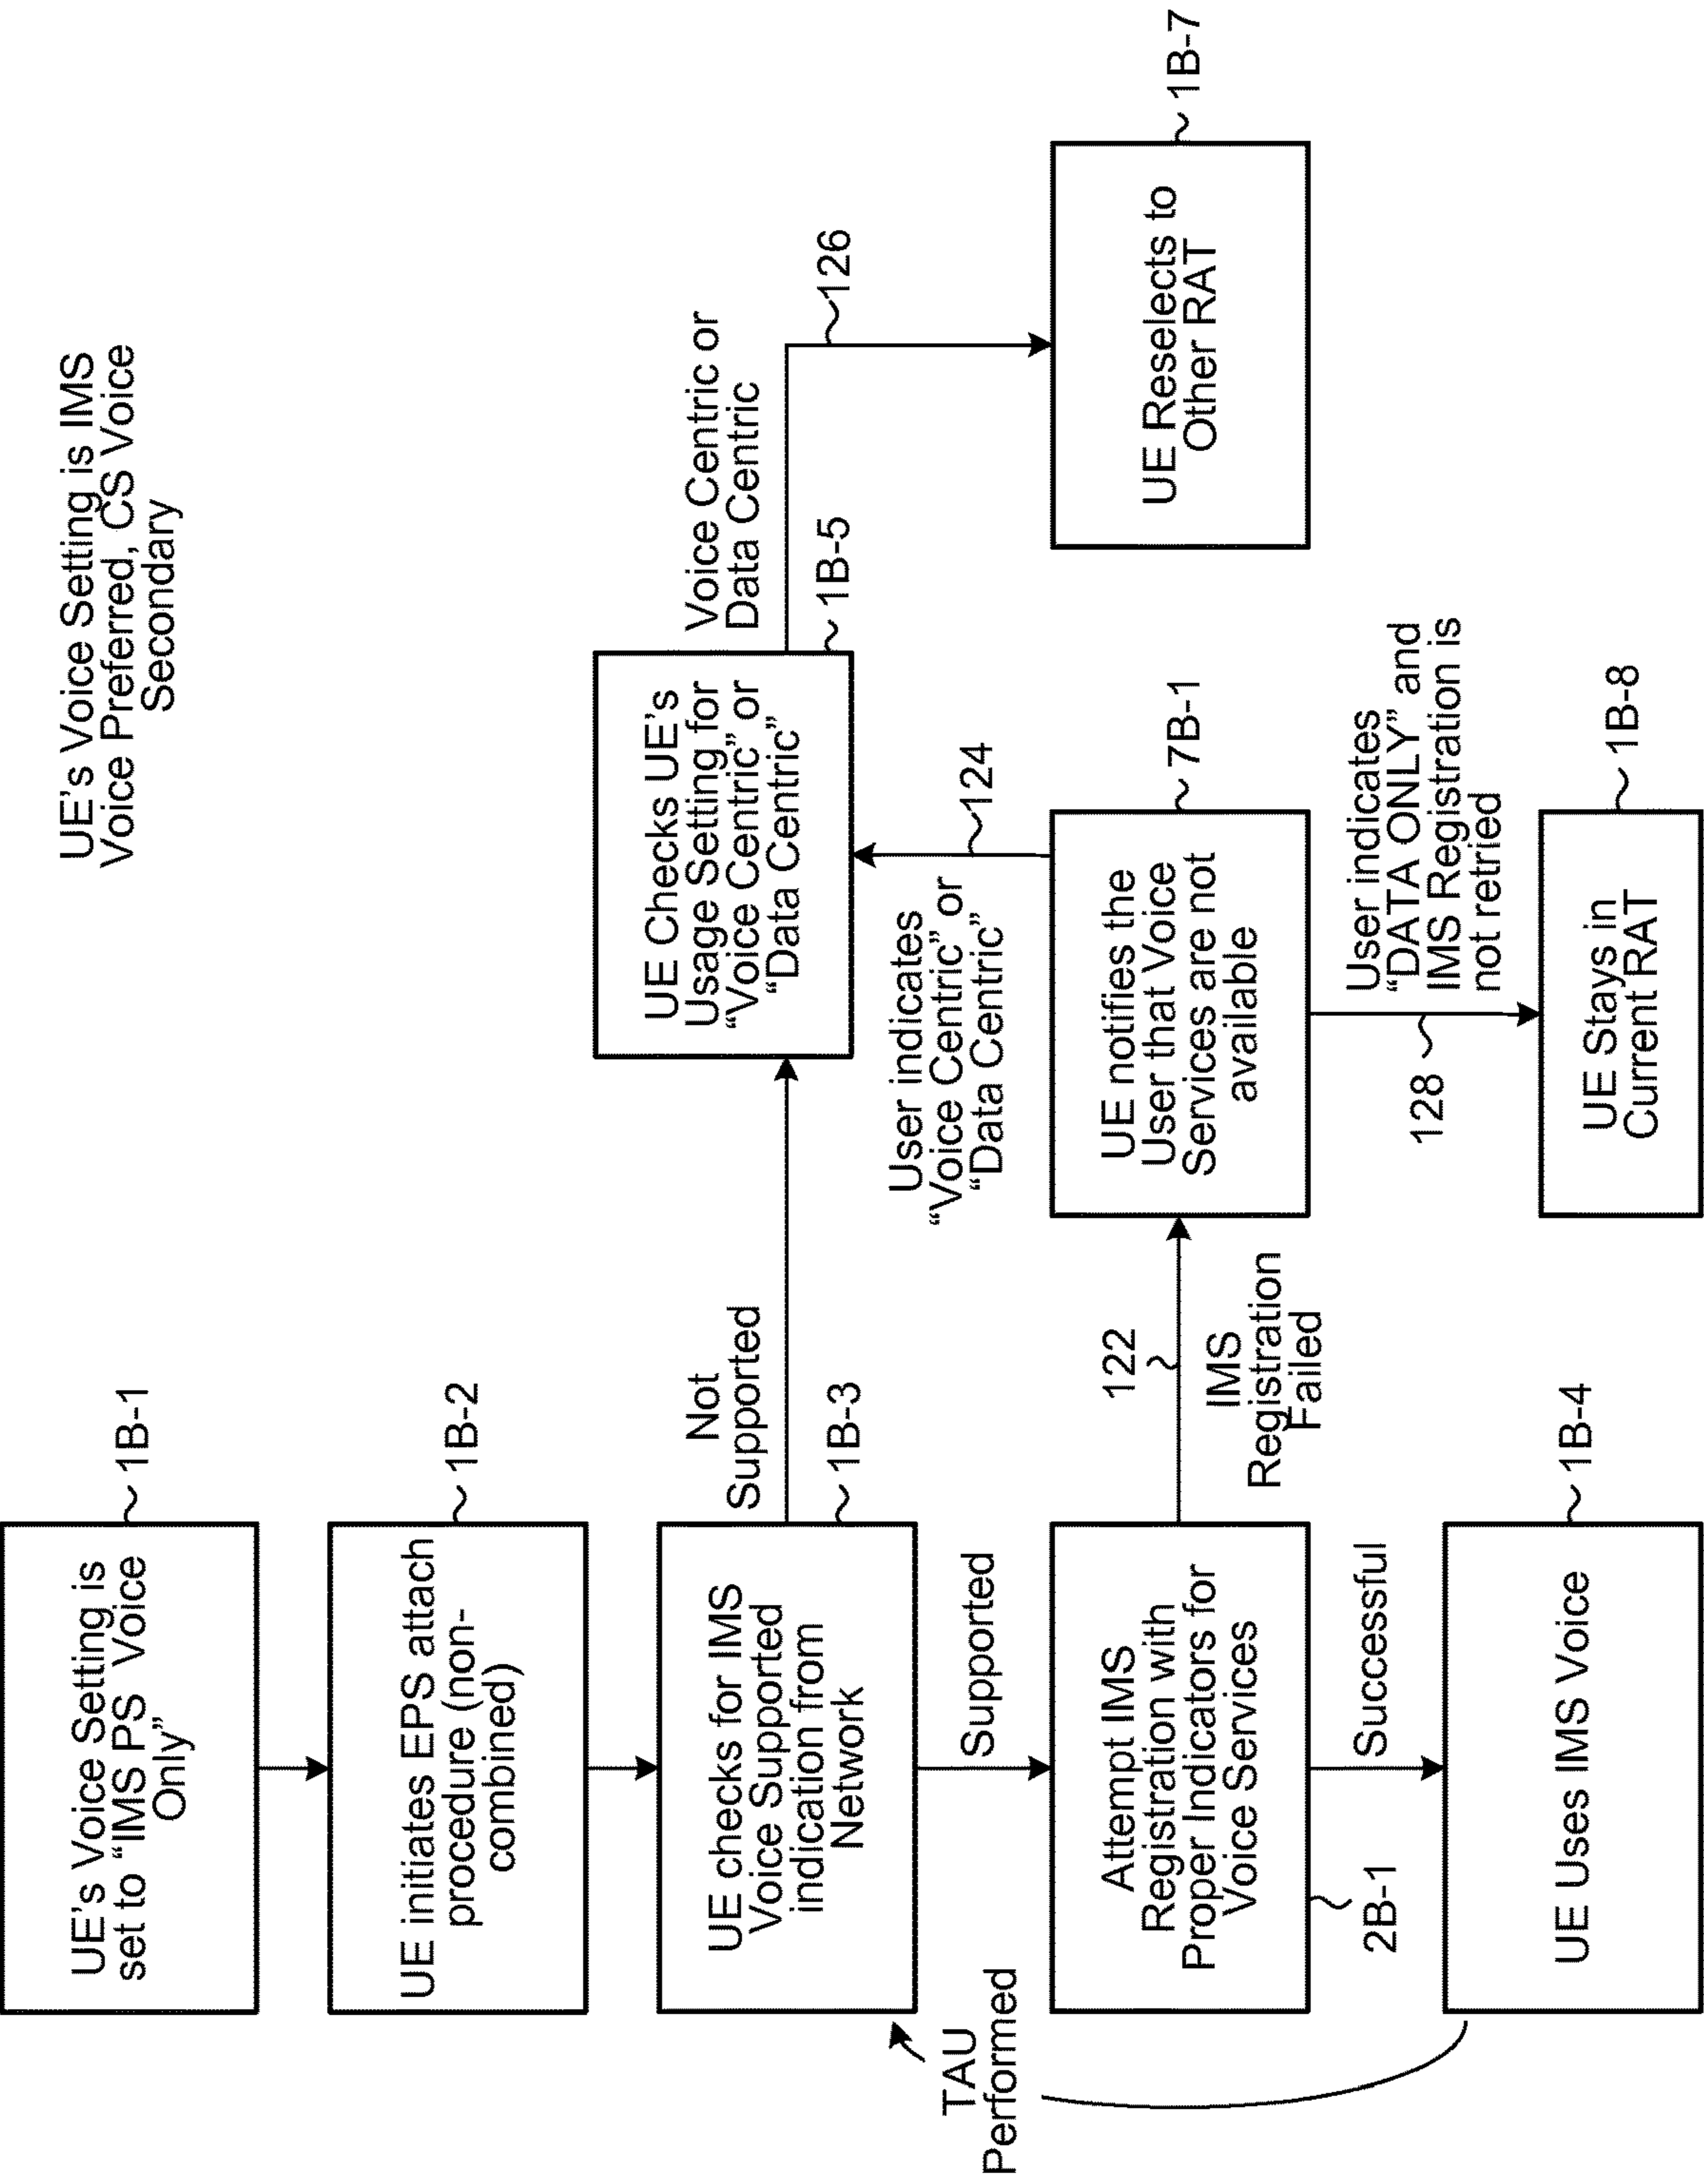 UE's Voice Setting is IMS
Voice Preferred, CS Voice
Secondary
UE's Voice Setting is
set to “IMS PS Voice
Only”
1B-1
UE initiates EPS attach
procedure (non-
combined)
1B-2
UE checks for IMS
Voice Supported
indication from
Network
1B-3
Not
Supported
UE Checks UE's
Usage Setting for
“Voice Centric” or
“Data Centric”
1B-5
Voice Centric or
Data Centric
126
TAU
Performed
Supported
User indicates
“Voice Centric” or
“Data Centric”
124
Attempt IMS
Registration with
Proper Indicators for
Voice Services
2B-1
122
IMS
Registration
Failed
UE notifies the
User that Voice
Services are not
available
7B-1
UE Reselects to
Other RAT
1B-7
Successful
128
User indicates
“DATA ONLY” and
IMS Registration is
not retried
UE Uses IMS Voice
1B-4
UE Stays in
Current RAT
1B-8